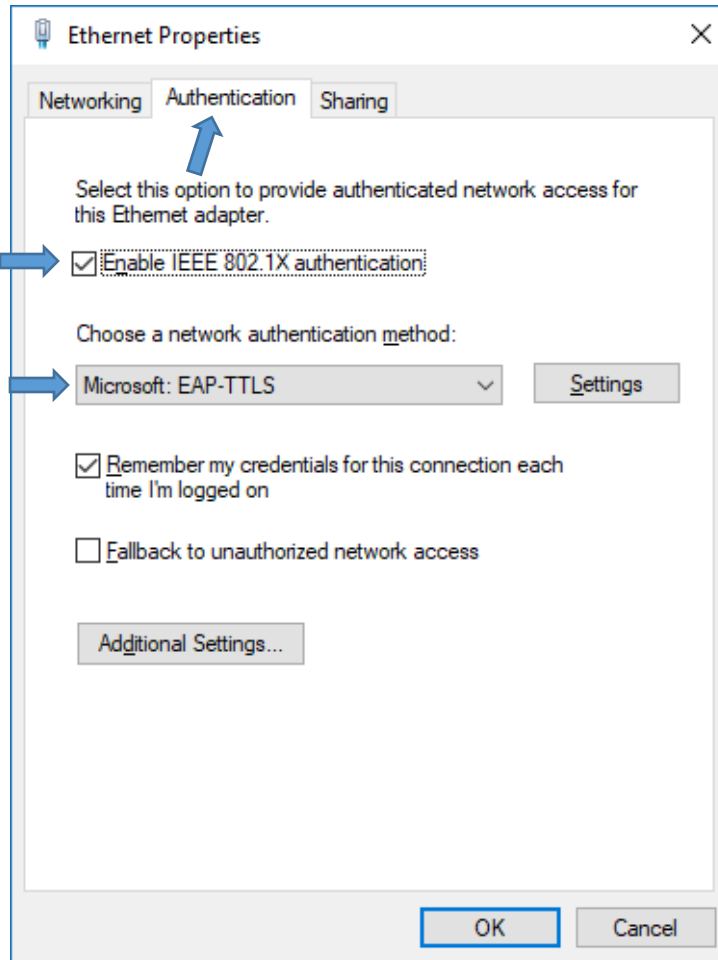 Ethernet Properties
Networking Authentication Sharing
Select this option to provide authenticated network access for
this Ethernet adapter.
Enable IEEE 802.1X authentication
Choose a network authentication method:
Microsoft: EAP-TTLS Settings
Remember my credentials for this connection each
time I'm logged on
Fallback to unauthorized network access
Additional Settings...
OK Cancel